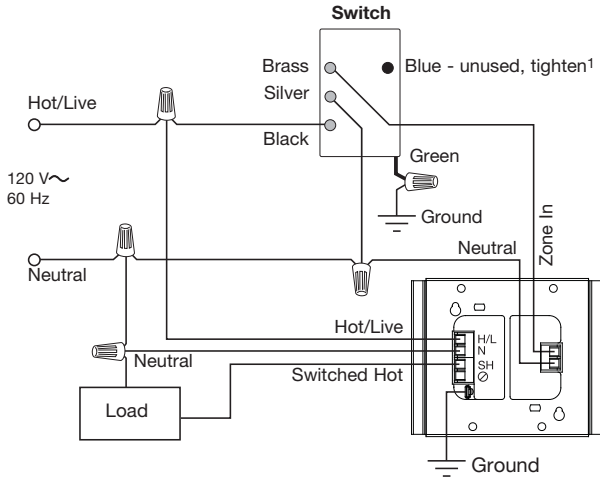 Switch
Brass
Blue - unused, tighten1
Silver
Hot/Live
Black
Green
120 V~
60 Hz
Ground
Zone In
Neutral
Neutral
Hot/Live
H/L
N
Neutral
SH
Switched Hot
Ø
Load
Ground